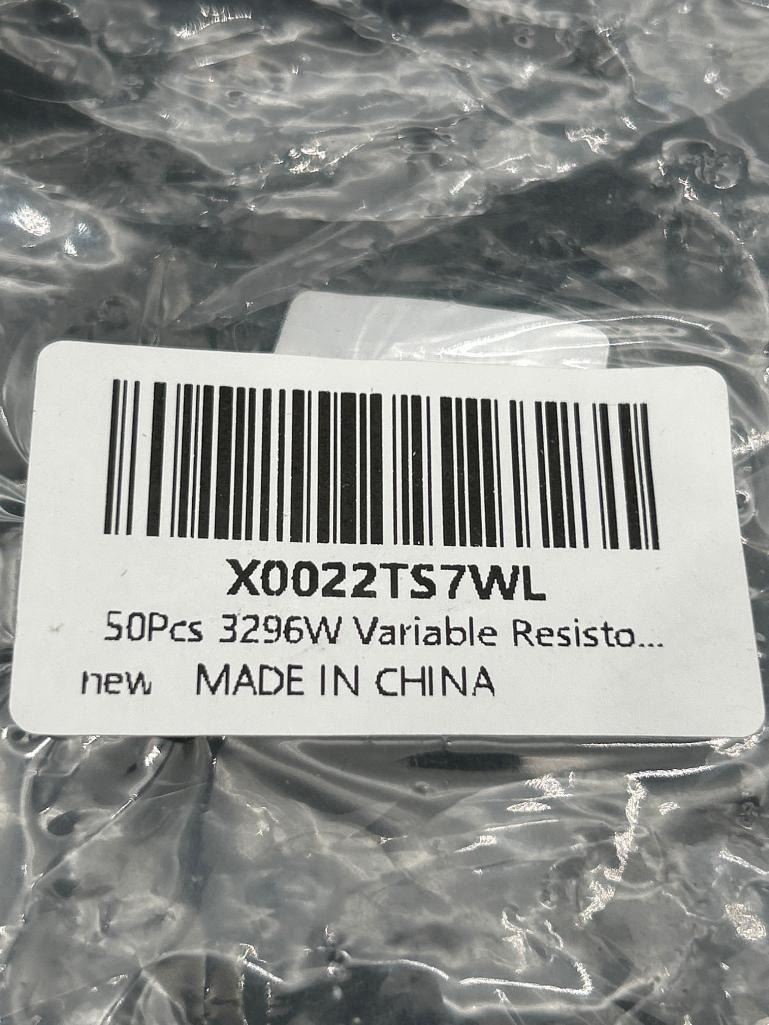 X0022TS7WL
50Pcs 3296W Variable Resisto...
new MADE IN CHINA